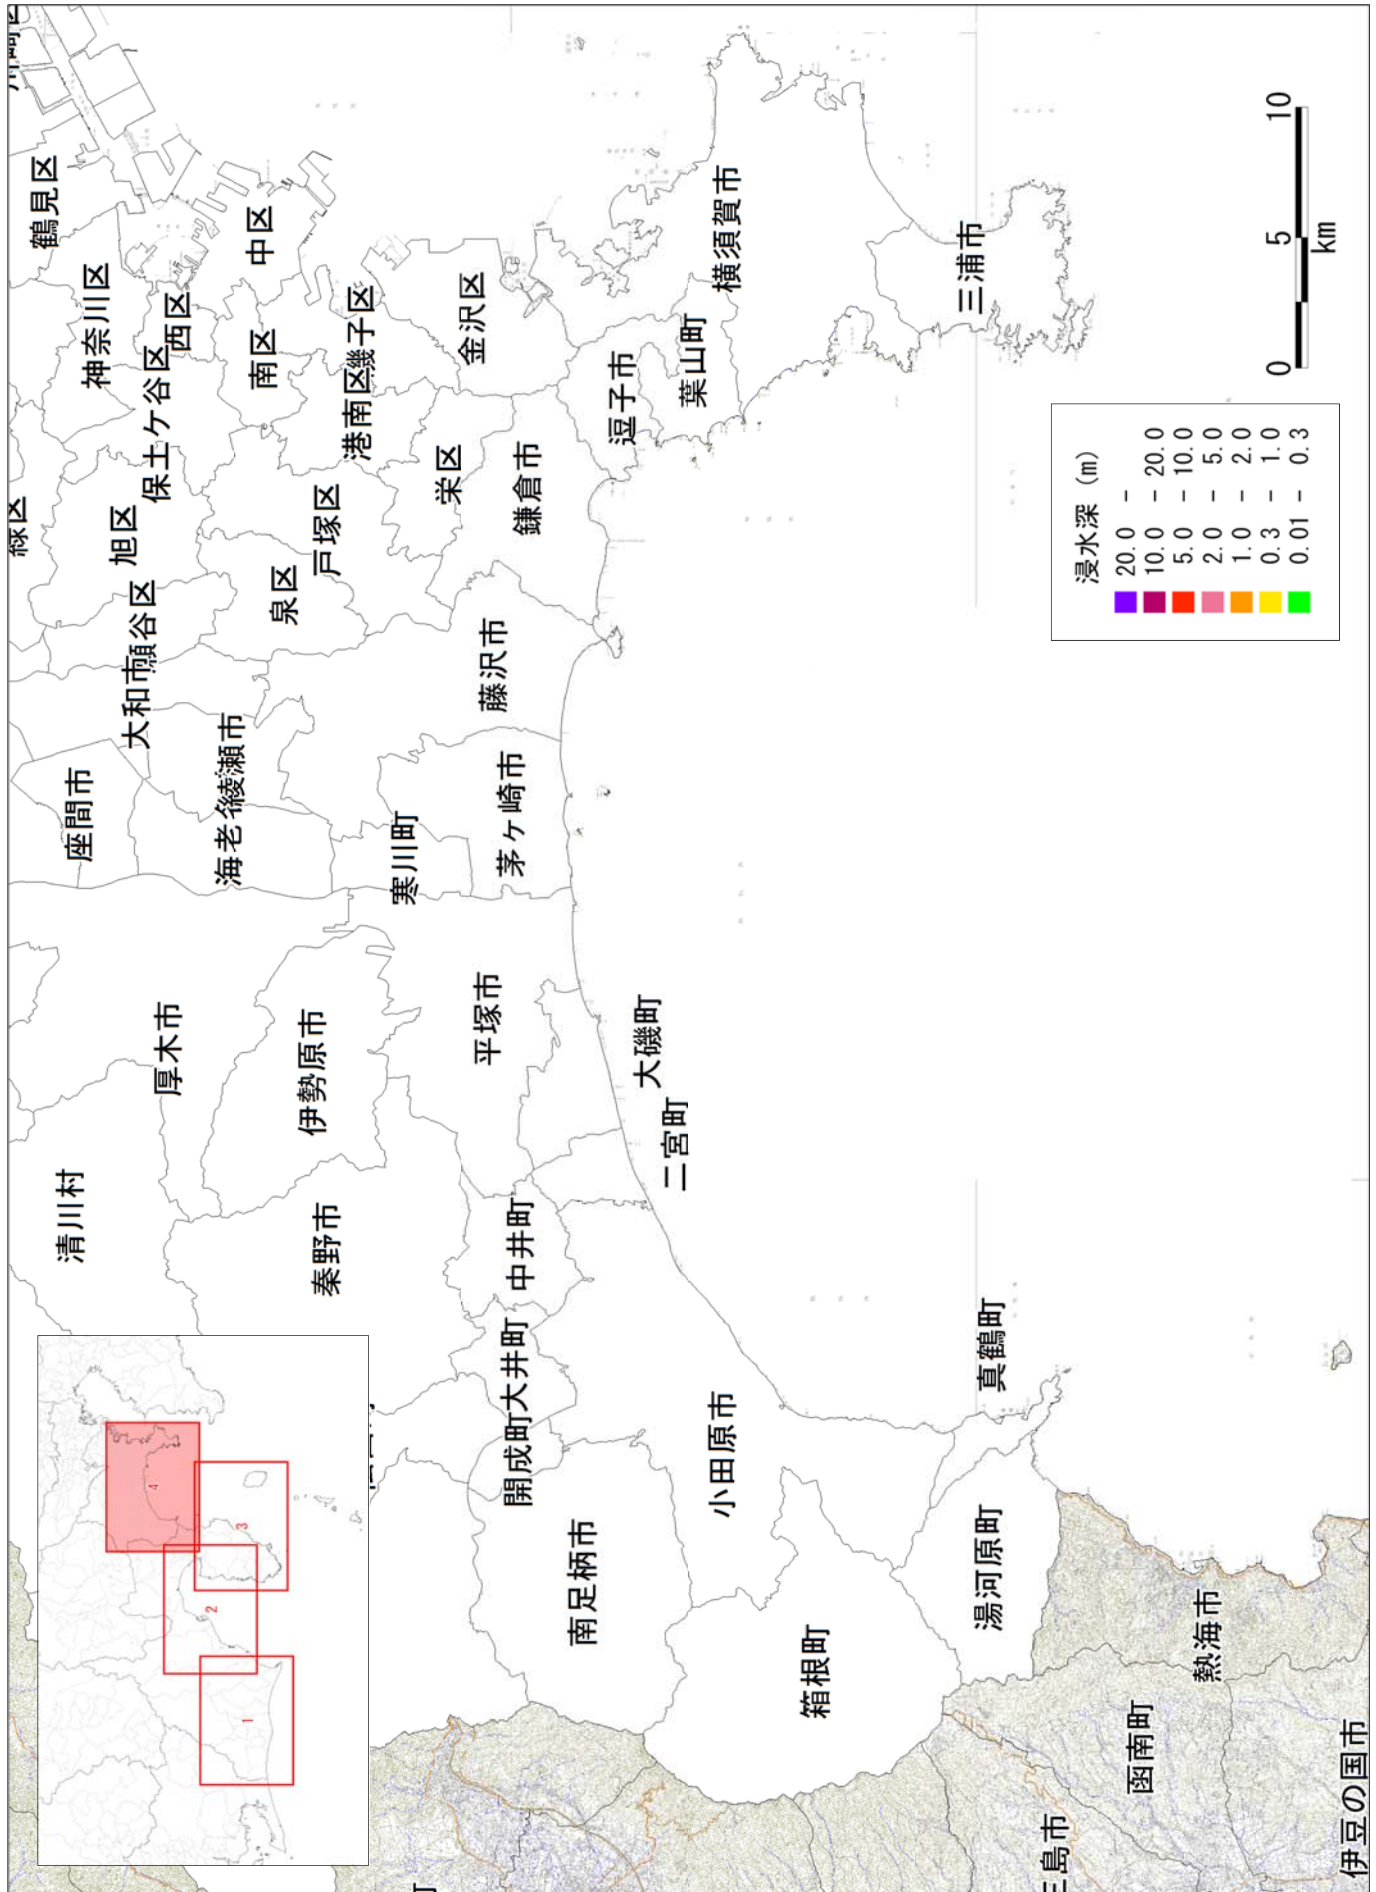 鶴見区
神奈川区
西区
中区
保土ケ谷区
南区
港南区
磯子区
金沢区
緑区
旭区
瀬谷区
泉区
戸塚区
栄区
鎌倉市
逗子市
葉山町
横須賀市
三浦市
座間市
大和市
綾瀬市
海老名
藤沢市
寒川町
茅ヶ崎市
清川村
厚木市
伊勢原市
平塚市
大磯町
二宮町
秦野市
中井町
大井町
開成町
南足柄市
小田原市
真鶴町
箱根町
湯河原町
熱海市
函南町
三島市
伊豆の国市
浸水深 (m)
20.0 -
10.0 - 20.0
5.0 - 10.0
2.0 - 5.0
1.0 - 2.0
0.3 - 1.0
0.01 - 0.3
0 5 10
km
1
2
3
4